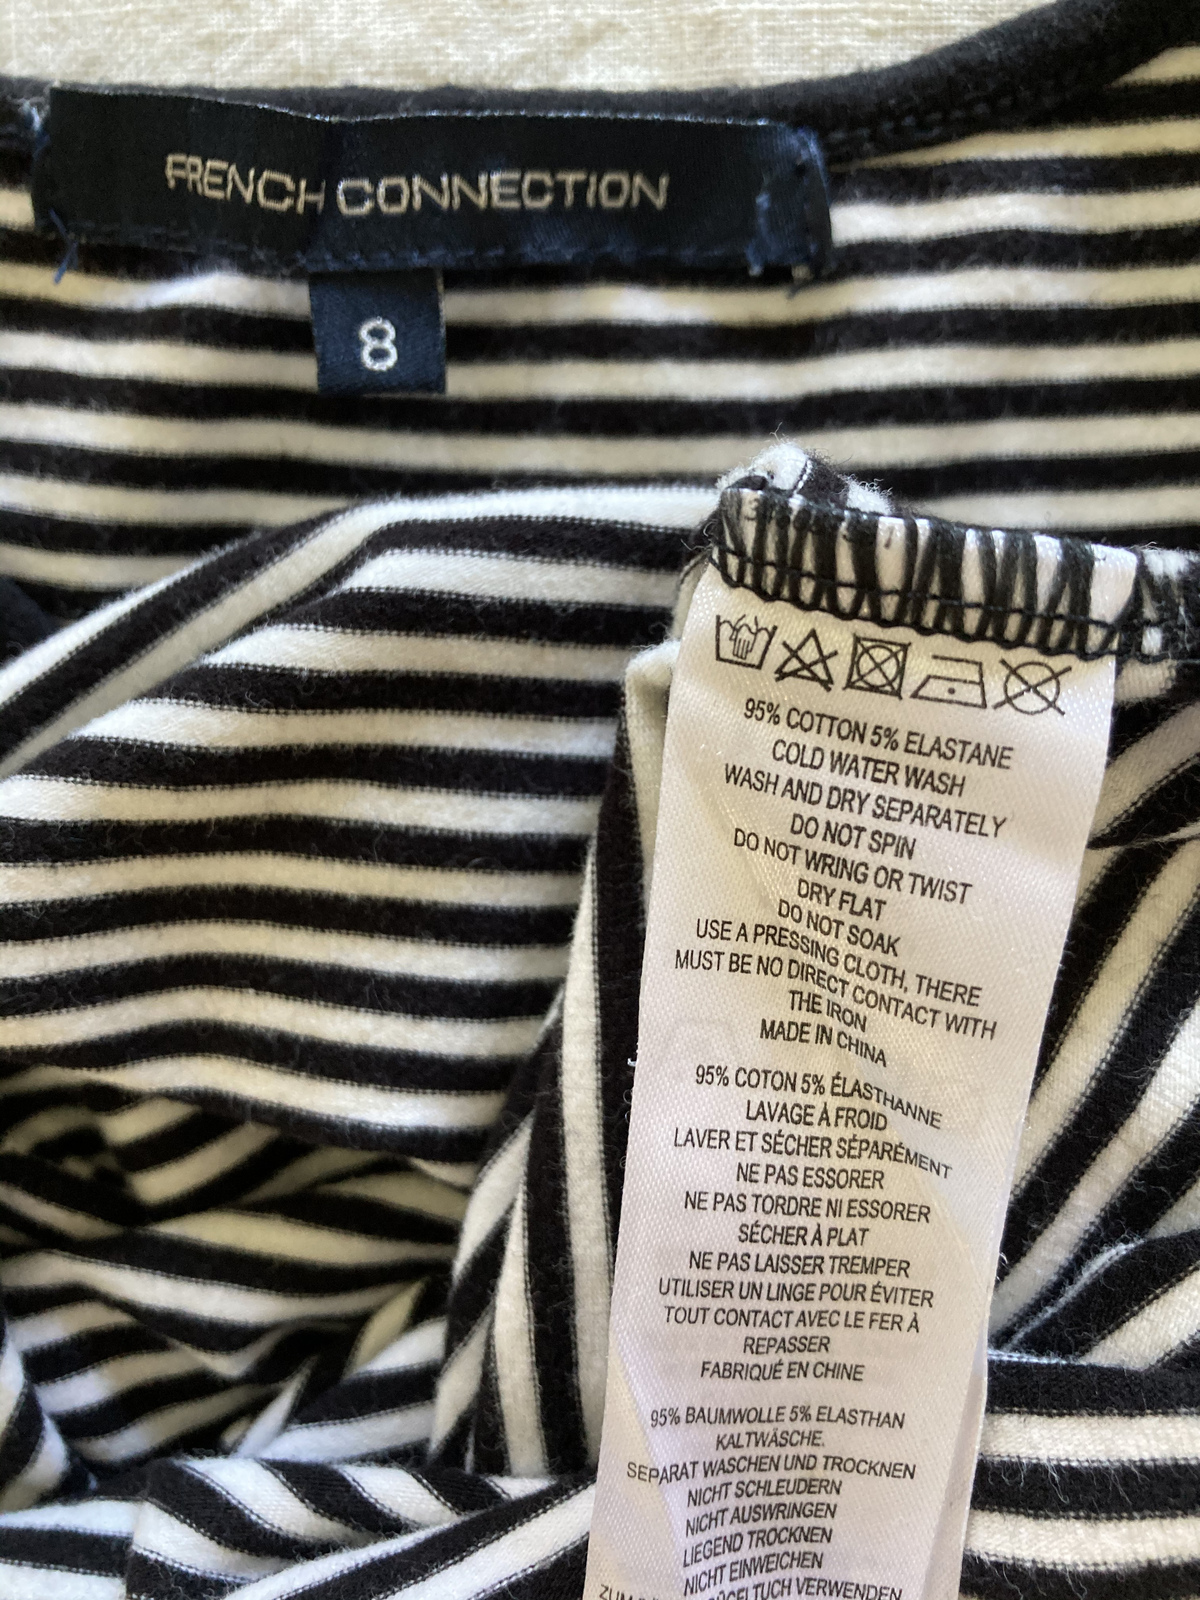 FRENCH CONNECTION
8
95% COTTON 5% ELASTANE
COLD WATER WASH
WASH AND DRY SEPARATELY
DO NOT SPIN
DO NOT WRING OR TWIST
DRY FLAT
DO NOT SOAK
USE A PRESSING CLOTH, THERE
MUST BE NO DIRECT CONTACT WITH
THE IRON
MADE IN CHINA
95% COTON 5% ÉLASTHANNE
LAVAGE À FROID
LAVER ET SÉCHER SÉPARÉMENT
NE PAS ESSORER
NE PAS TORDRE NI ESSORER
SÉCHER À PLAT
NE PAS LAISSER TREMPER
UTILISER UN LINGE POUR ÉVITER
TOUT CONTACT AVEC LE FER À
REPASSER
FABRIQUÉ EN CHINE
95% BAUMWOLLE 5% ELASTHAN
KALTWÄSCHE.
SEPARAT WASCHEN UND TROCKNEN
NICHT SCHLEUDERN
NICHT AUSWRINGEN
LIEGEND TROCKNEN
NICHT EINWEICHEN
ZUM VERWENDEN